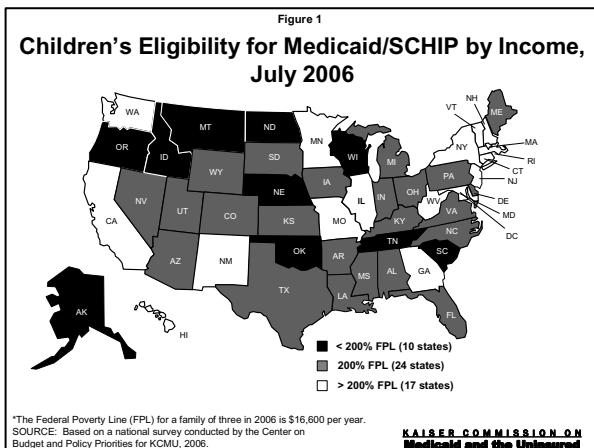 Figure 1
Children's Eligibility for Medicaid/SCHIP by Income,
July 2006
WA
OR
CA
NV
ID
MT
WY
UT
AZ
CO
NM
ND
SD
NE
KS
OK
TX
MN
IA
MO
AR
LA
WI
IL
MI
IN
OH
KY
TN
MS
AL
GA
FL
SC
NC
VA
WV
PA
NY
VT
NH
ME
MA
RI
CT
NJ
DE
MD
DC
AK
HI
< 200% FPL (10 states)
200% FPL (24 states)
> 200% FPL (17 states)
*The Federal Poverty Line (FPL) for a family of three in 2006 is $16,600 per year.
SOURCE: Based on a national survey conducted by the Center on
Budget and Policy Priorities for KCMU, 2006.
KAISER COMMISSION ON
Medicaid and the Uninsured